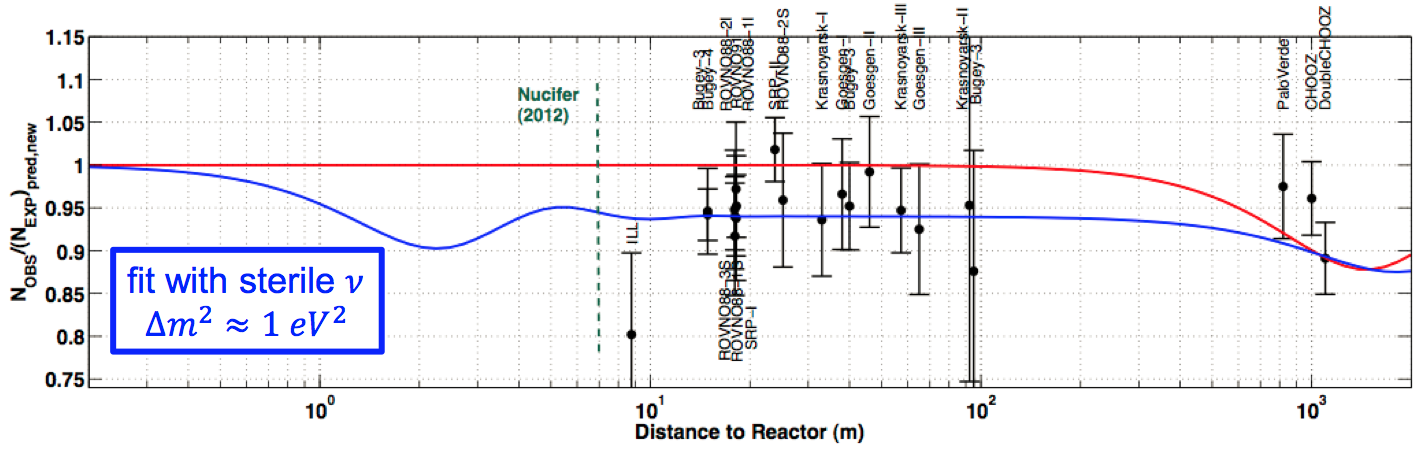 1.15
1.1
1.05
1
0.95
0.9
0.85
0.8
0.75
N_OBS/(N_EXP)_pred,new
Nucifer
(2012)
ILL
Bugey-3
Bugey-4
ROVNO88-2I
ROVNO91
ROVNO88-1I
SRP-II
ROVNO88-2S
Krasnoyarsk-I
Goesgen-I
Bugey-3
Goesgen-II
Krasnoyarsk-III
Goesgen-III
Krasnoyarsk-II
Bugey-3
PaloVerde
CHOOZ
DoubleCHOOZ
ROVNO88-3S
SRP-I
fit with sterile ν
Δm² ≈ 1 eV²
10⁰
10¹
10²
10³
Distance to Reactor (m)